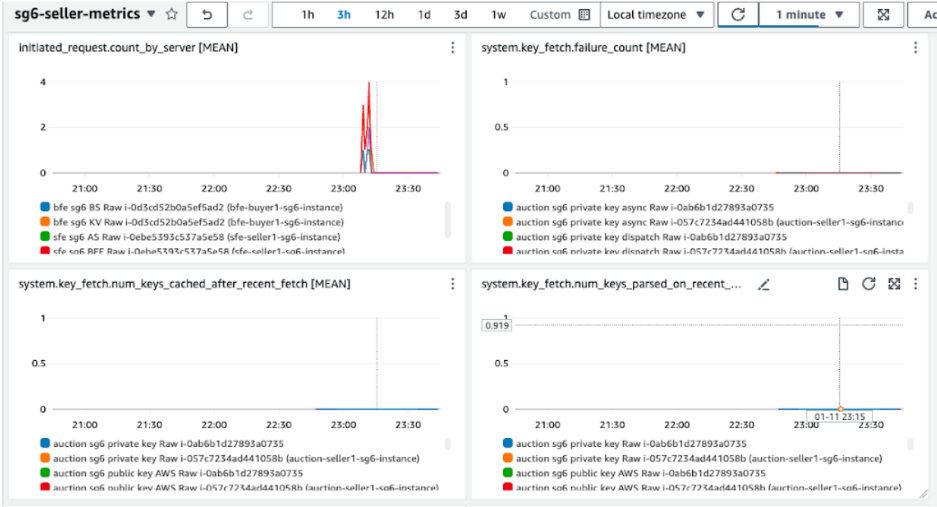 sg6-seller-metrics
1h 3h 12h 1d 3d 1w Custom Local timezone 1 minute Ac
initiated_request.count_by_server [MEAN]
4
2
0
21:00 21:30 22:00 22:30 23:00 23:30
bfe sg6 BS Raw i-0d3cd52b0a5ef5ad2 (bfe-buyer1-sg6-instance)
bfe sg6 KV Raw i-0d3cd52b0a5ef5ad2 (bfe-buyer1-sg6-instance)
sfe sg6 AS Raw i-0ebe5393c537a5e58 (sfe-seller1-sg6-instance)
sfe sg6 BFE Raw i-0ebe5393c537a5e58 (sfe-seller1-sg6-instance)
system.key_fetch.failure_count [MEAN]
1
0.5
0
21:00 21:30 22:00 22:30 23:00 23:30
auction sg6 private key async Raw i-0ab6b1d27893a0735
auction sg6 private key async Raw i-057c7234ad441058b (auction-seller1-sg6-instance
auction sg6 private key dispatch Raw i-0ab6b1d27893a0735
auction sg6 private key dispatch Raw i-057c7234ad441058b (auction-seller1-sg6-insta
system.key_fetch.num_keys_cached_after_recent_fetch [MEAN]
1
0.5
0
21:00 21:30 22:00 22:30 23:00 23:30
auction sg6 private key Raw i-0ab6b1d27893a0735
auction sg6 private key Raw i-057c7234ad441058b (auction-seller1-sg6-instance)
auction sg6 public key AWS Raw i-0ab6b1d27893a0735
auction sg6 public key AWS Raw i-057c7234ad441058b (auction-seller1-sg6-instance)
system.key_fetch.num_keys_parsed_on_recent_...
1
0.919
0.5
0
01-11 23:15
21:00 21:30 22:00 22:30 23:00 23:30
auction sg6 private key Raw i-0ab6b1d27893a0735
auction sg6 private key Raw i-057c7234ad441058b (auction-seller1-sg6-instance)
auction sg6 public key AWS Raw i-0ab6b1d27893a0735
auction sg6 public key AWS Raw i-057c7234ad441058b (auction-seller1-sg6-instance)